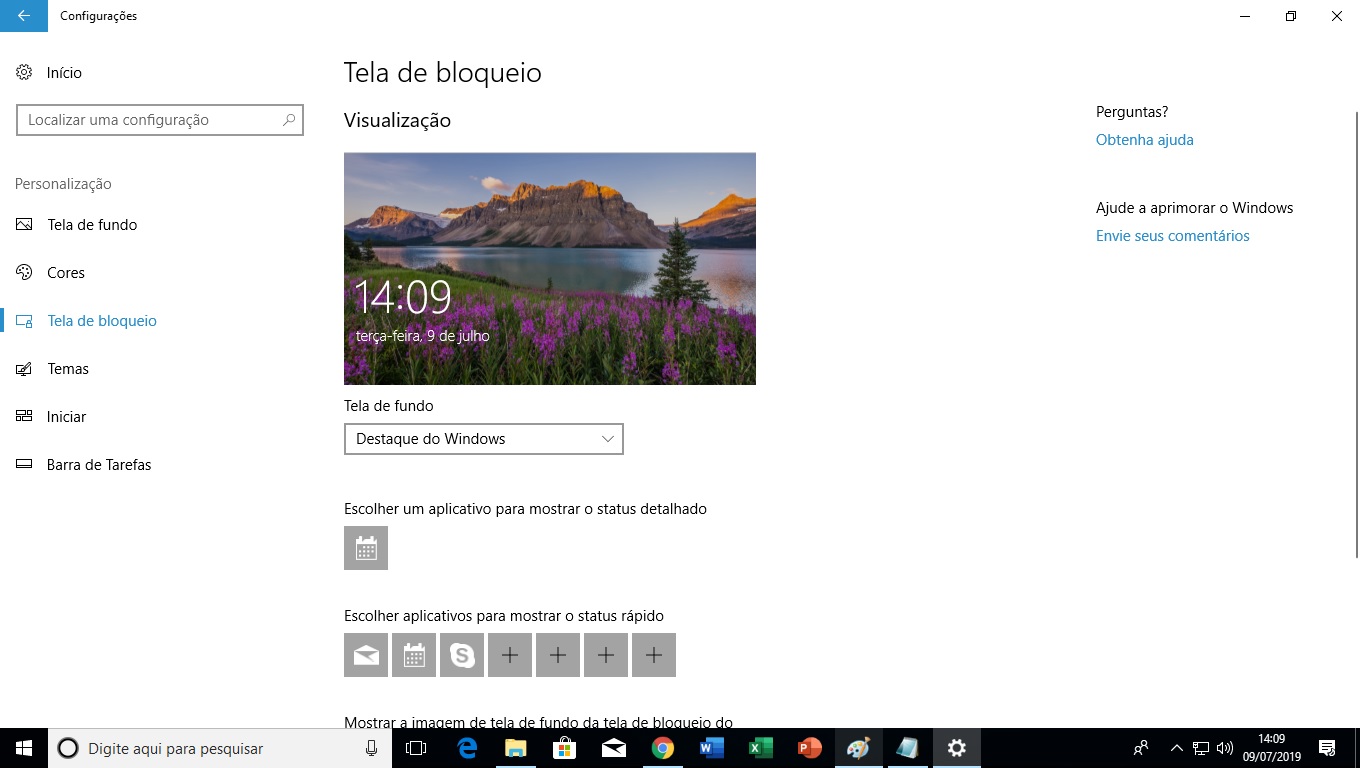 Configurações
Início
Localizar uma configuração
Personalização
Tela de fundo
Cores
Tela de bloqueio
Temas
Iniciar
Barra de Tarefas
Tela de bloqueio
Visualização
14:09
terça-feira, 9 de julho
Tela de fundo
Destaque do Windows
Escolher um aplicativo para mostrar o status detalhado
Escolher aplicativos para mostrar o status rápido
Mostrar a imagem de tela de fundo da tela de bloqueio do
Perguntas?
Obtenha ajuda
Ajude a aprimorar o Windows
Envie seus comentários
Digite aqui para pesquisar
14:09
09/07/2019